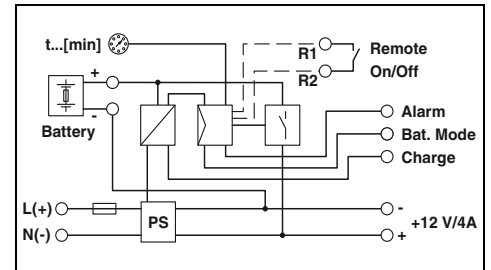 t...[min]
R1
Remote
On/Off
R2
+
-
Battery
Alarm
Bat. Mode
Charge
L(+)
N(-)
PS
-
+12 V/4A
+